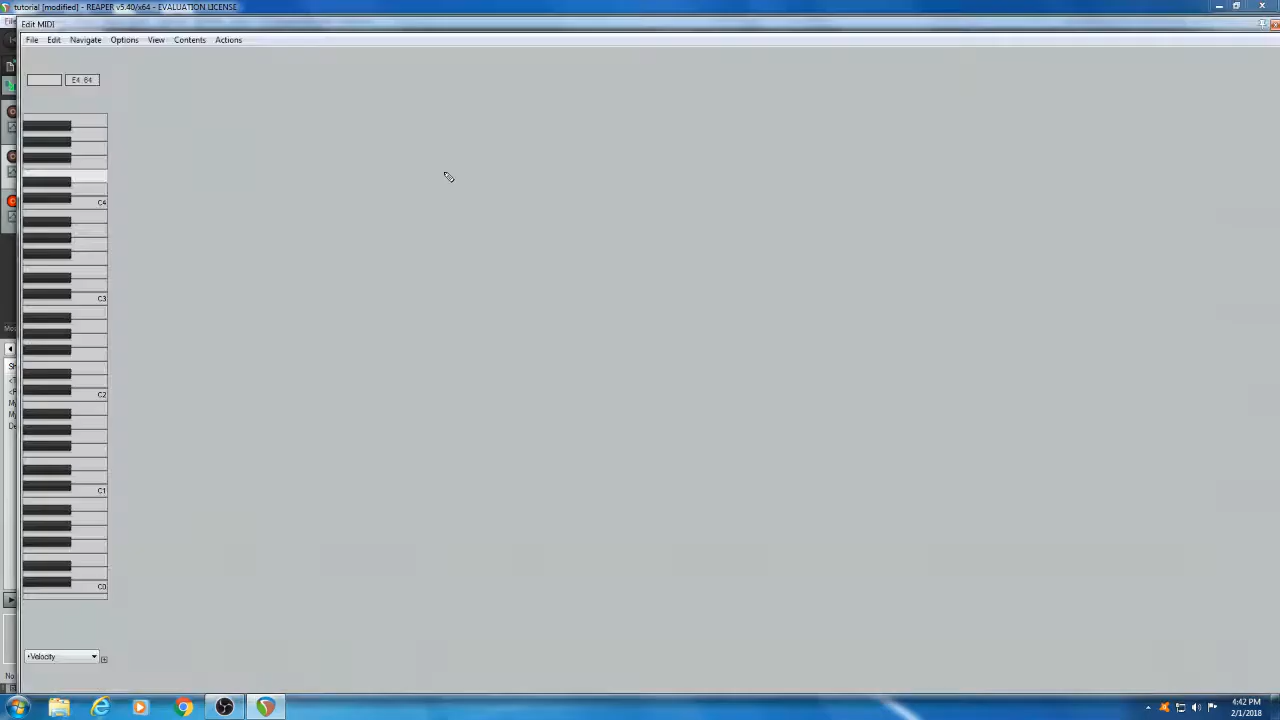 tutorial [modified] - REAPER v5.40/x64 - EVALUATION LICENSE
Edit MIDI
File Edit Navigate Options View Contents Actions
E4 64
C4
C3
C2
C1
C0
Velocity
4:42 PM
2/1/2018